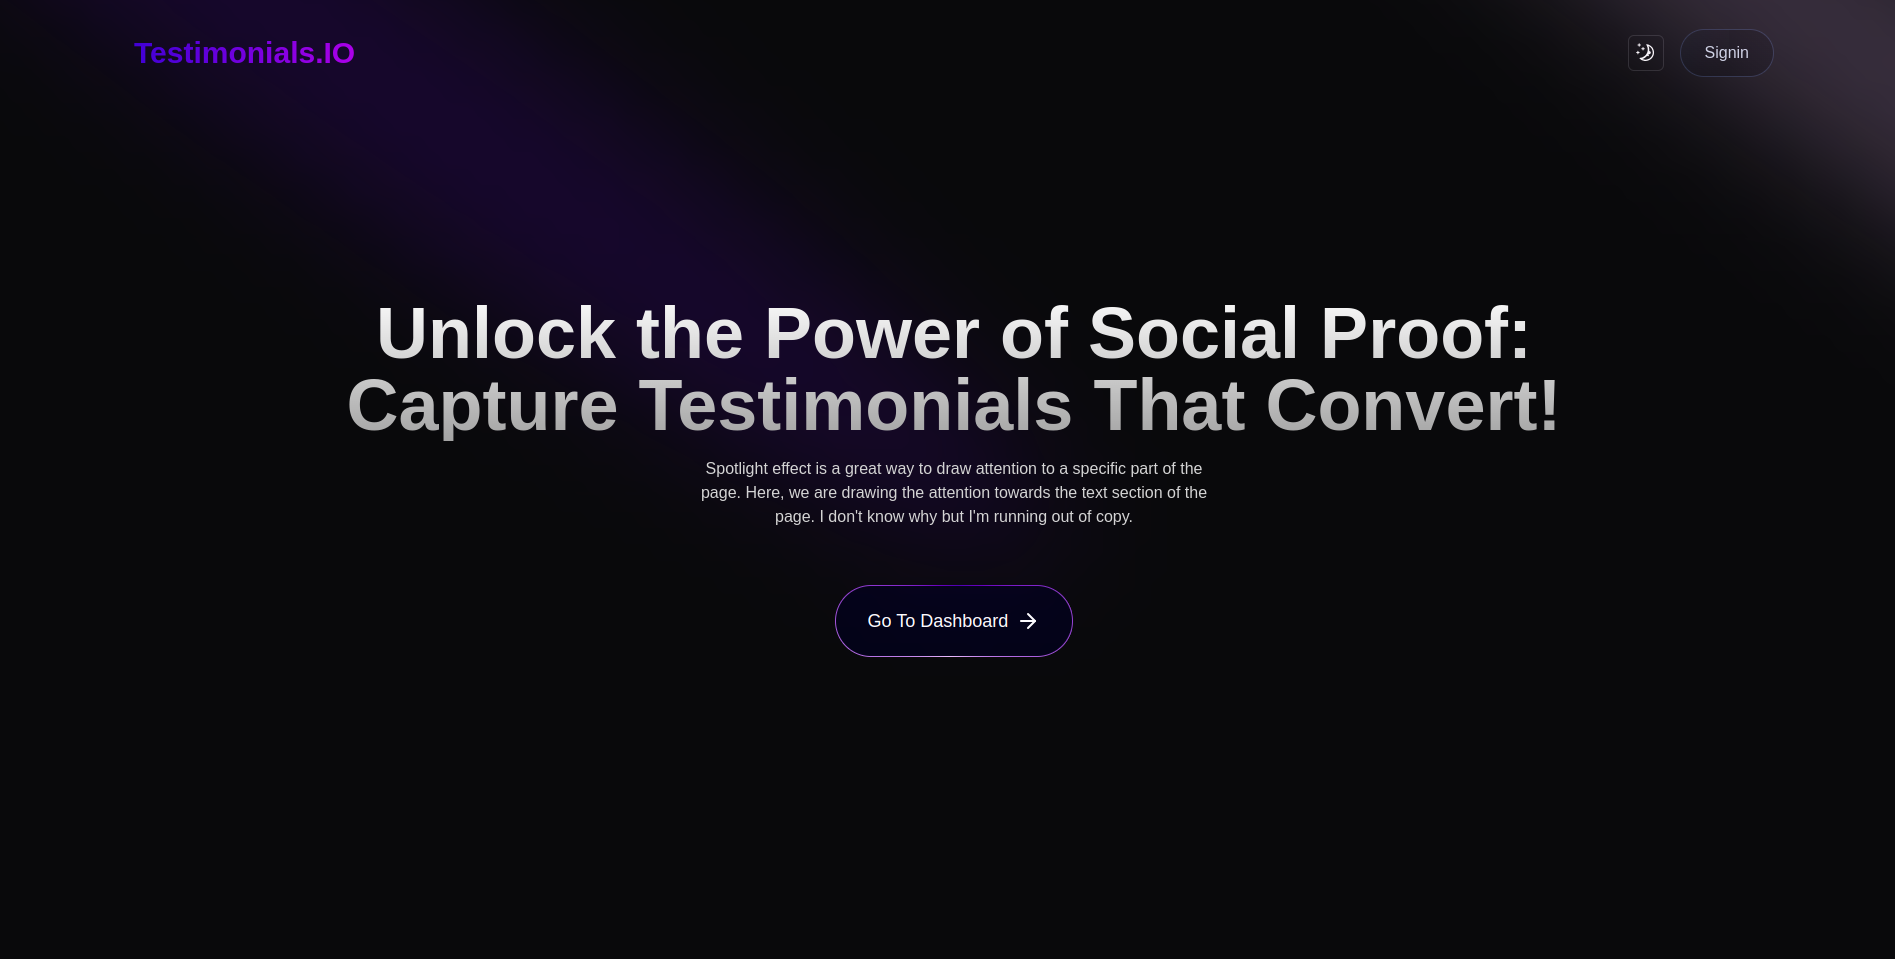 Testimonials.IO
Signin
Unlock the Power of Social Proof:
Capture Testimonials That Convert!
Spotlight effect is a great way to draw attention to a specific part of the
page. Here, we are drawing the attention towards the text section of the
page. I don't know why but I'm running out of copy.
Go To Dashboard